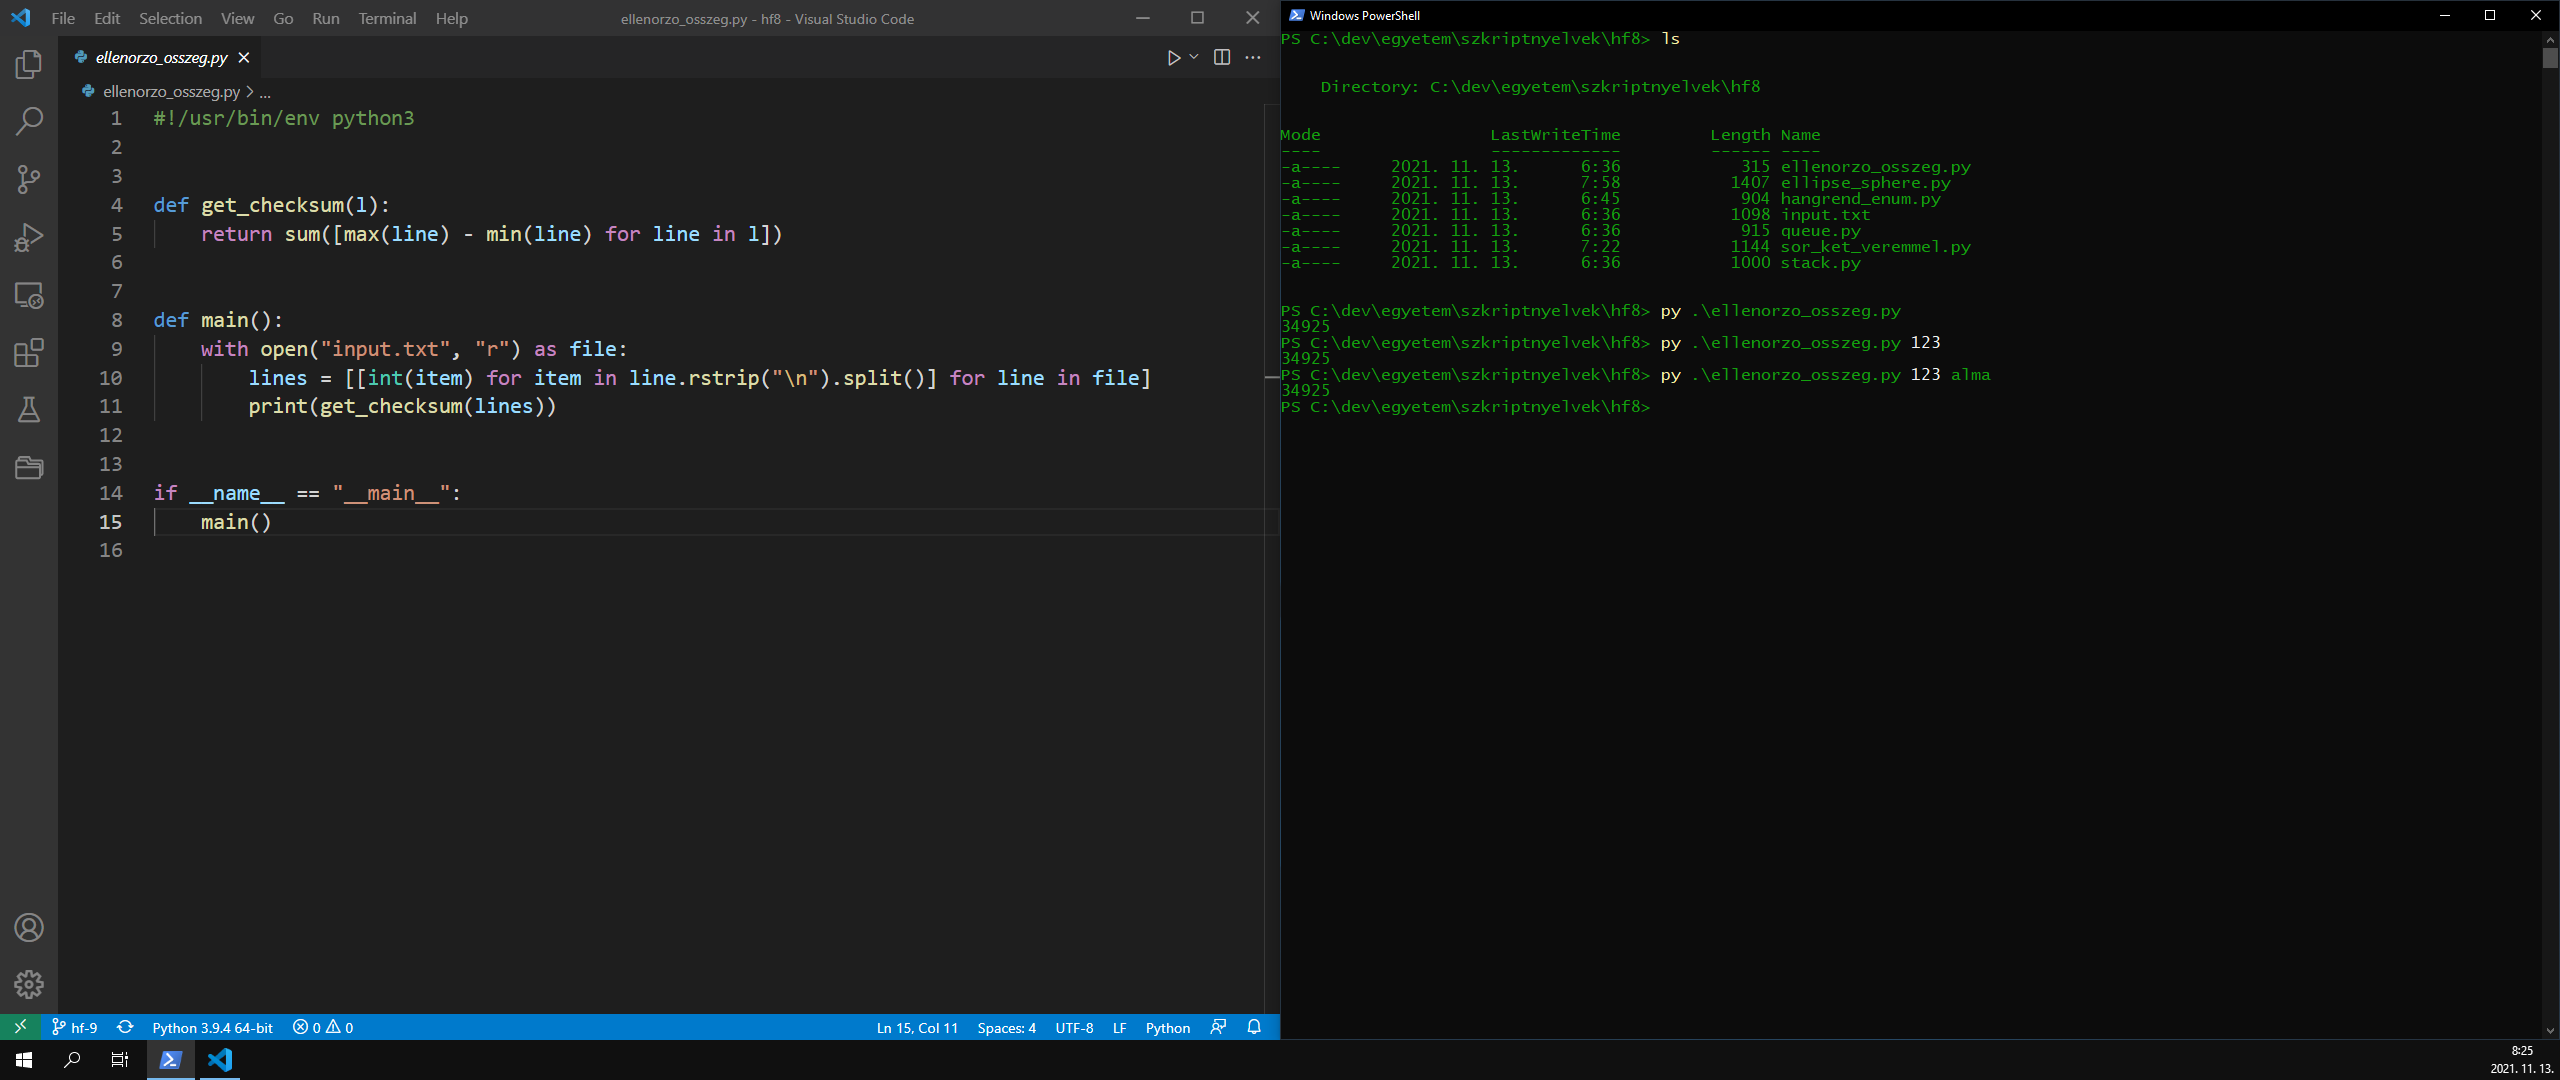 File Edit Selection View Go Run Terminal Help
ellenorzo_osszeg.py - hf8 - Visual Studio Code
ellenorzo_osszeg.py
ellenorzo_osszeg.py > ...
1 #!/usr/bin/env python3
2
3
4 def get_checksum(l):
5     return sum([max(line) - min(line) for line in l])
6
7
8 def main():
9     with open("input.txt", "r") as file:
10         lines = [[int(item) for item in line.rstrip("\n").split()] for line in file]
11         print(get_checksum(lines))
12
13
14 if __name__ == "__main__":
15     main()
16
hf-9 Python 3.9.4 64-bit 0 0 Ln 15, Col 11 Spaces: 4 UTF-8 LF Python
Windows PowerShell
PS C:\dev\egyetem\szkriptnyelvek\hf8> ls
Directory: C:\dev\egyetem\szkriptnyelvek\hf8
Mode LastWriteTime Length Name
---- ------------- ------ ----
-a---- 2021. 11. 13. 6:36 315 ellenorzo_osszeg.py
-a---- 2021. 11. 13. 7:58 1407 ellipse_sphere.py
-a---- 2021. 11. 13. 6:45 904 hangrend_enum.py
-a---- 2021. 11. 13. 6:36 1098 input.txt
-a---- 2021. 11. 13. 6:36 915 queue.py
-a---- 2021. 11. 13. 7:22 1144 sor_ket_veremmel.py
-a---- 2021. 11. 13. 6:36 1000 stack.py
PS C:\dev\egyetem\szkriptnyelvek\hf8> py .\ellenorzo_osszeg.py
34925
PS C:\dev\egyetem\szkriptnyelvek\hf8> py .\ellenorzo_osszeg.py 123
34925
PS C:\dev\egyetem\szkriptnyelvek\hf8> py .\ellenorzo_osszeg.py 123 alma
34925
PS C:\dev\egyetem\szkriptnyelvek\hf8>
8:25
2021. 11. 13.